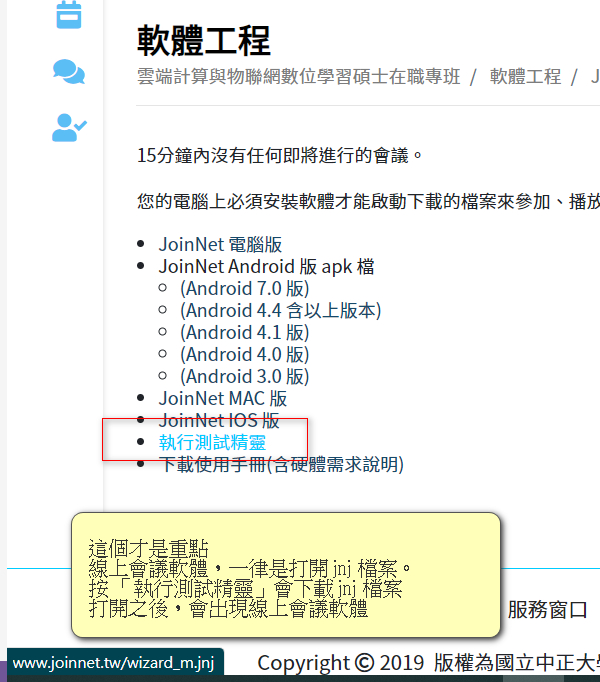 軟體工程
雲端計算與物聯網數位學習碩士在職專班 / 軟體工程 / J
15分鐘內沒有任何即將進行的會議。
您的電腦上必須安裝軟體才能啟動下載的檔案來參加、播放
JoinNet 電腦版
JoinNet Android 版 apk 檔
(Android 7.0 版)
(Android 4.4 含以上版本)
(Android 4.1 版)
(Android 4.0 版)
(Android 3.0 版)
JoinNet MAC 版
JoinNet IOS 版
執行測試精靈
下載使用手冊(含硬體需求說明)
這個才是重點
線上會議軟體，一律是打開 jnj 檔案。
按「執行測試精靈」會下載 jnj 檔案
打開之後，會出現線上會議軟體
服務窗口
www.joinnet.tw/wizard_m.jnj
Copyright © 2019 版權為國立中正大學